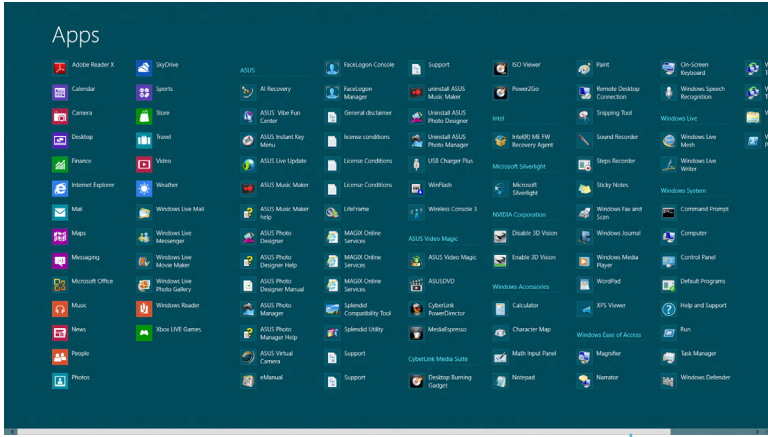 Apps
Adobe Reader X
Calendar
Camera
Desktop
Finance
Internet Explorer
Mail
Maps
Messaging
Microsoft Office
Music
News
People
Photos
SkyDrive
Sports
Store
Travel
Video
Weather
Windows Live Mail
Windows Live
Messenger
Windows Live
Movie Maker
Windows Live
Photo Gallery
Windows Reader
Xbox LIVE Games
ASUS
AI Recovery
ASUS Vibe Fun
Center
ASUS Instant Key
Menu
ASUS Live Update
ASUS Music Maker
ASUS Music Maker
help
ASUS Photo
Designer
ASUS Photo
Designer Help
ASUS Photo
Designer Manual
ASUS Photo
Manager
ASUS Photo
Manager Help
ASUS Virtual
Camera
eManual
FaceLogon Console
FaceLogon
Manager
General disclaimer
license conditions
License Conditions
License Conditions
LifeFrame
MAGIX Online
Services
MAGIX Online
Services
MAGIX Online
Services
Splendid
Compatibility Tool
Splendid Utility
Support
Support
Support
uninstall ASUS
Music Maker
Uninstall ASUS
Photo Designer
Uninstall ASUS
Photo Manager
USB Charger Plus
WinFlash
Wireless Console 3
ASUS Video Magic
ASUS Video Magic
ASUSDVD
CyberLink
PowerDirector
MediaEspresso
CyberLink Media Suite
Desktop Burning
Gadget
ISO Viewer
Power2Go
Intel
Intel(R) ME FW
Recovery Agent
Microsoft Silverlight
Microsoft
Silverlight
NVIDIA Corporation
Disable 3D Vision
Enable 3D Vision
Windows Accessories
Calculator
Character Map
Math Input Panel
Notepad
Paint
Remote Desktop
Connection
Snipping Tool
Sound Recorder
Steps Recorder
Sticky Notes
Windows Fax and
Scan
Windows Journal
Windows Media
Player
WordPad
XPS Viewer
Windows Ease of Access
Magnifier
Narrator
On-Screen
Keyboard
Windows Speech
Recognition
Windows Live
Windows Live
Mesh
Windows Live
Writer
Windows System
Command Prompt
Computer
Control Panel
Default Programs
Help and Support
Run
Task Manager
Windows Defender